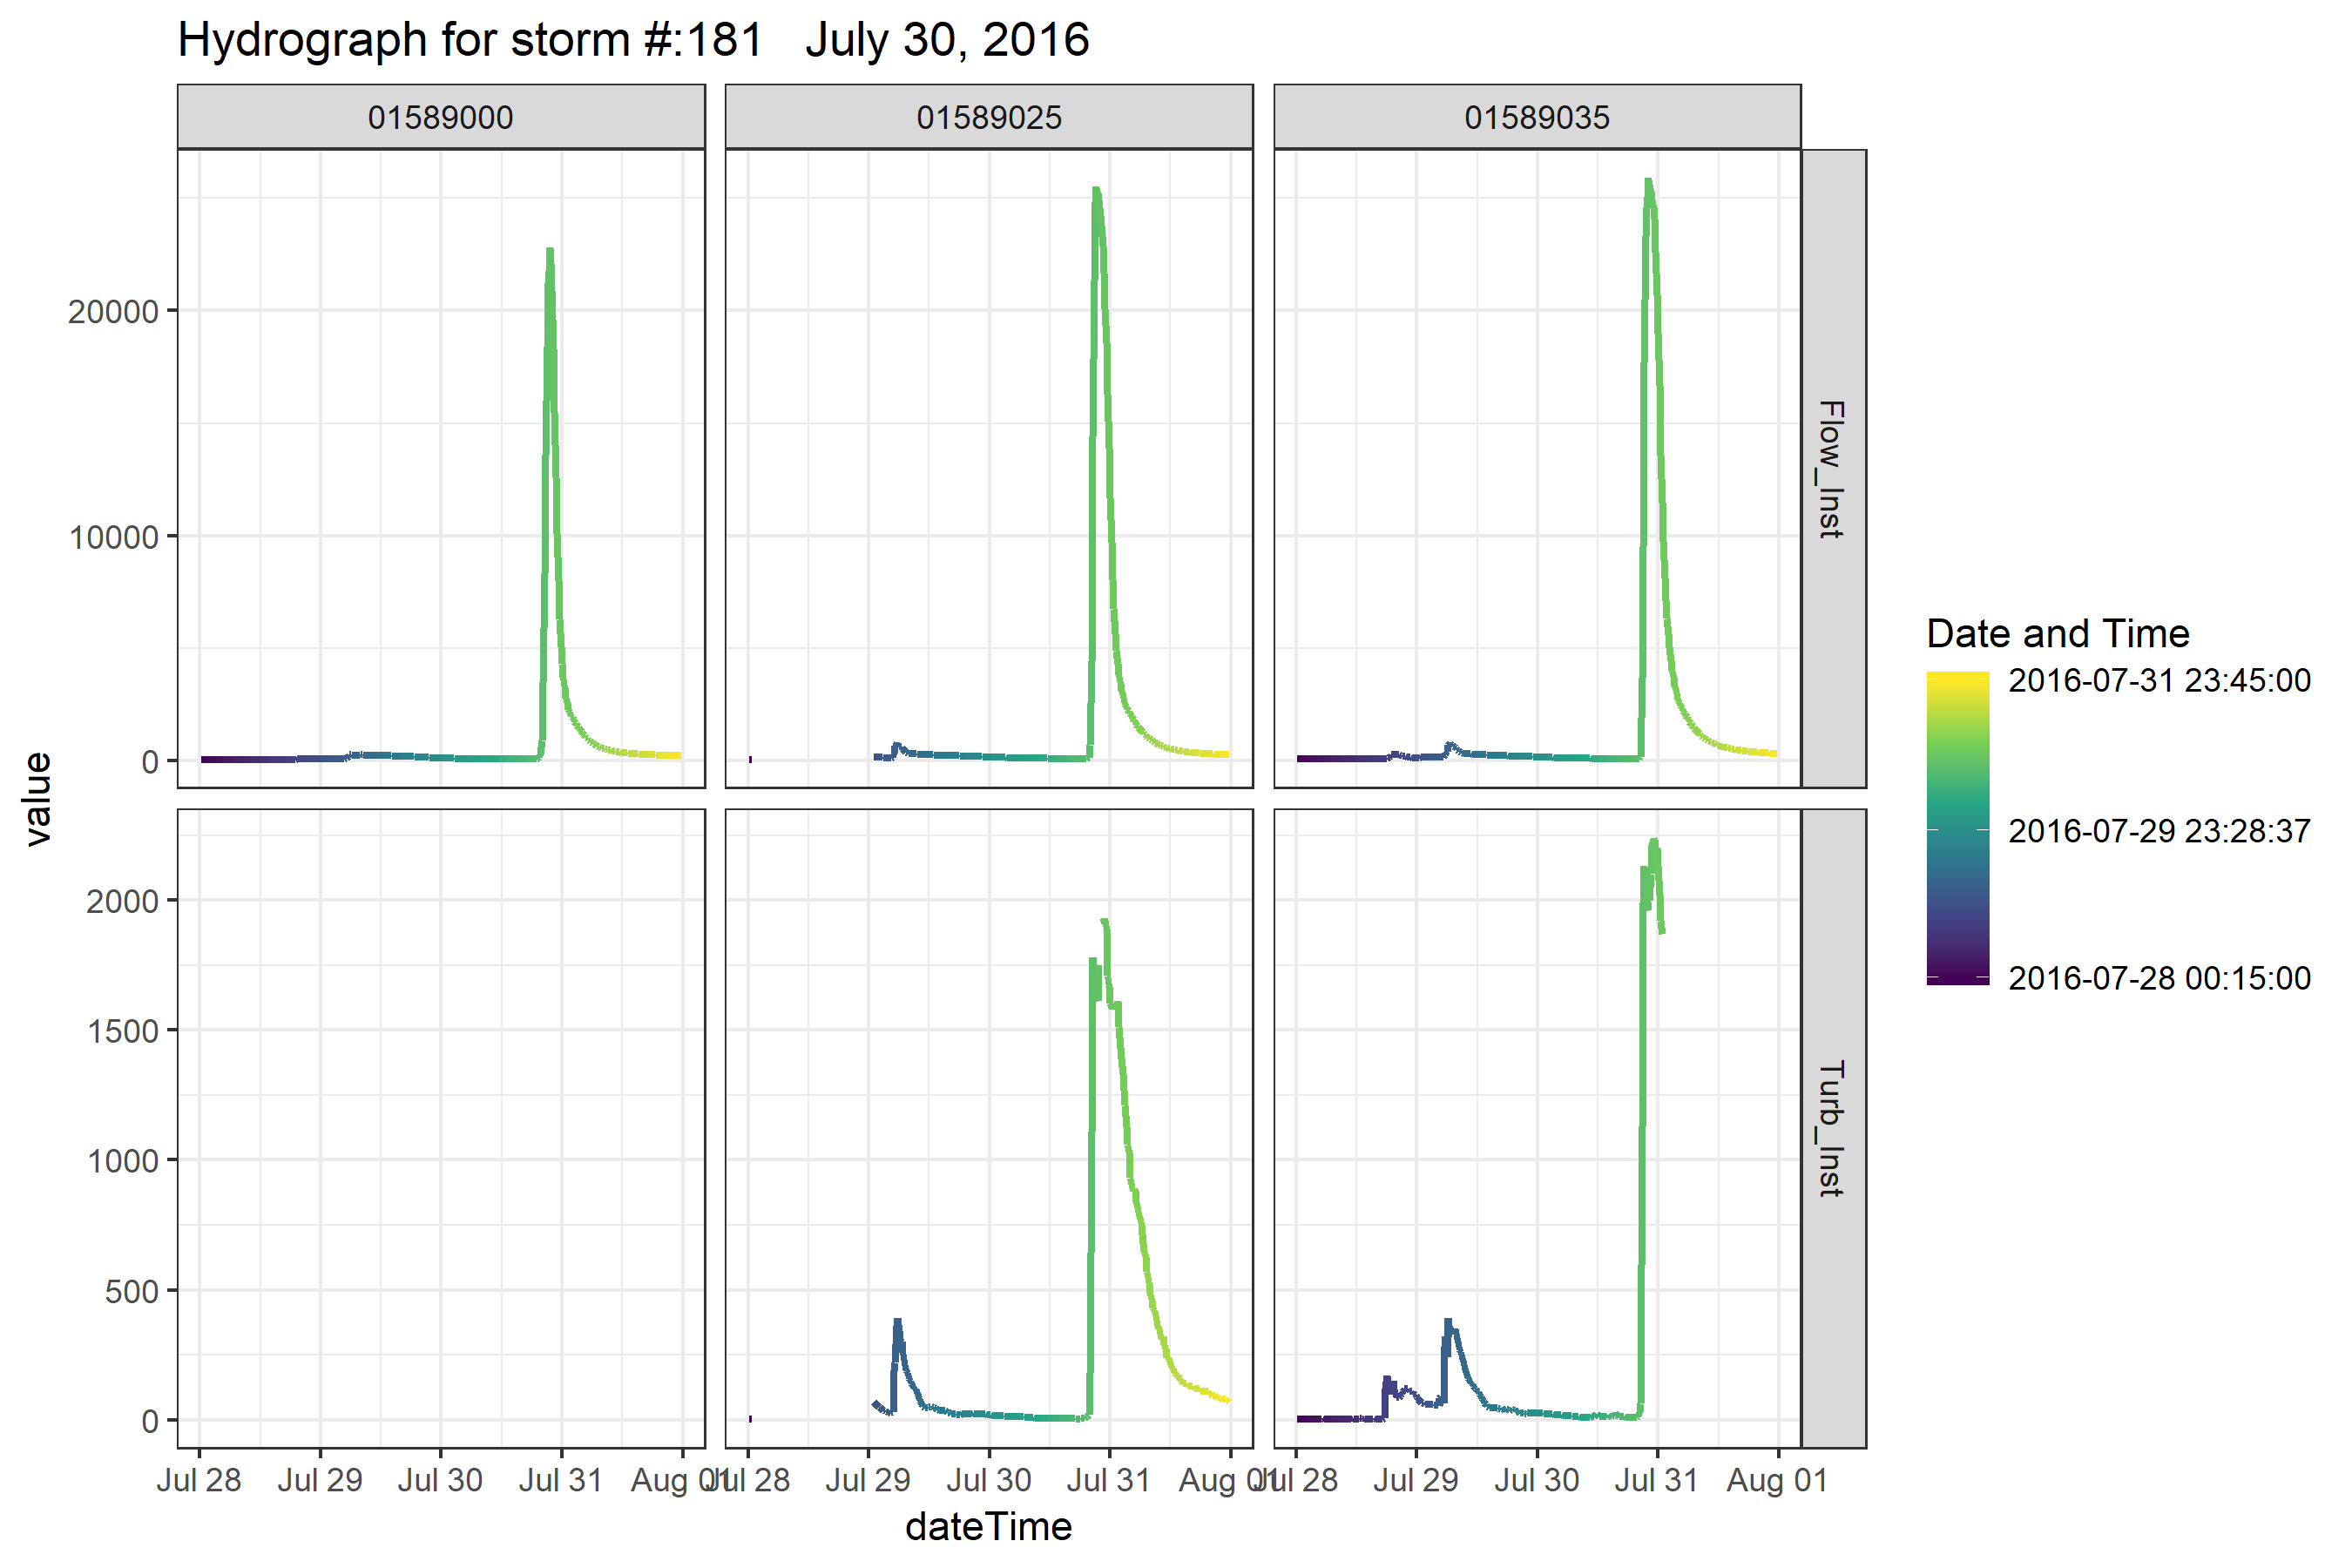 Hydrograph for storm #:181   July 30, 2016
01589000
01589025
01589035
20000
10000
0
Flow_Inst
value
2000
1500
1000
500
0
Turb_Inst
Jul 28
Jul 29
Jul 30
Jul 31
Aug 01
Jul 28
Jul 29
Jul 30
Jul 31
Aug 01
Jul 28
Jul 29
Jul 30
Jul 31
Aug 01
dateTime
Date and Time
2016-07-31 23:45:00
2016-07-29 23:28:37
2016-07-28 00:15:00